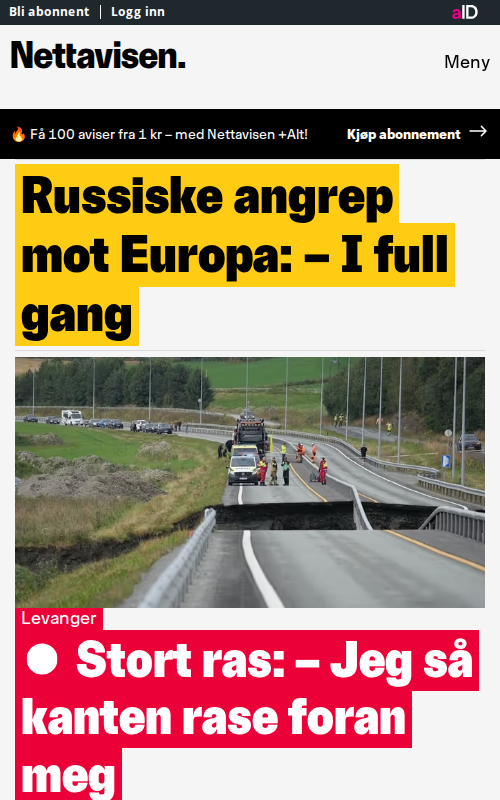 Bli abonnent | Logg inn
aID
Nettavisen.
Meny
🔥 Få 100 aviser fra 1 kr – med Nettavisen +Alt!
Kjøp abonnement →
Russiske angrep
mot Europa: – I full
gang
Levanger
● Stort ras: – Jeg så
kanten rase foran
meg